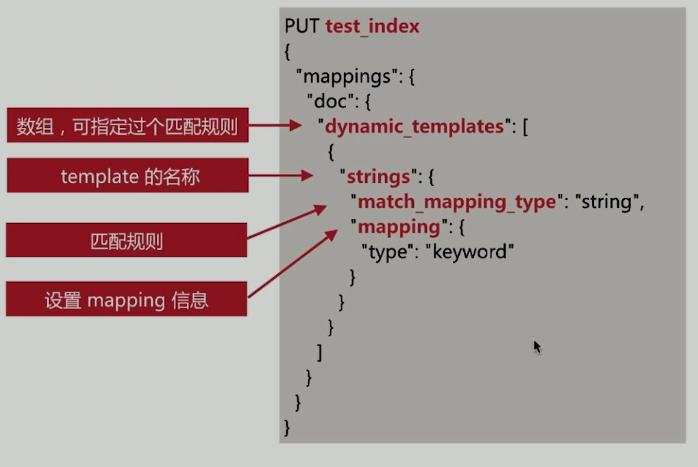 PUT test_index
{
"mappings": {
"doc": {
数组，可指定过个匹配规则
"dynamic_templates": [
{
template 的名称
"strings": {
匹配规则
"match_mapping_type": "string",
设置 mapping 信息
"mapping": {
"type": "keyword"
}
}
}
]
}
}
}